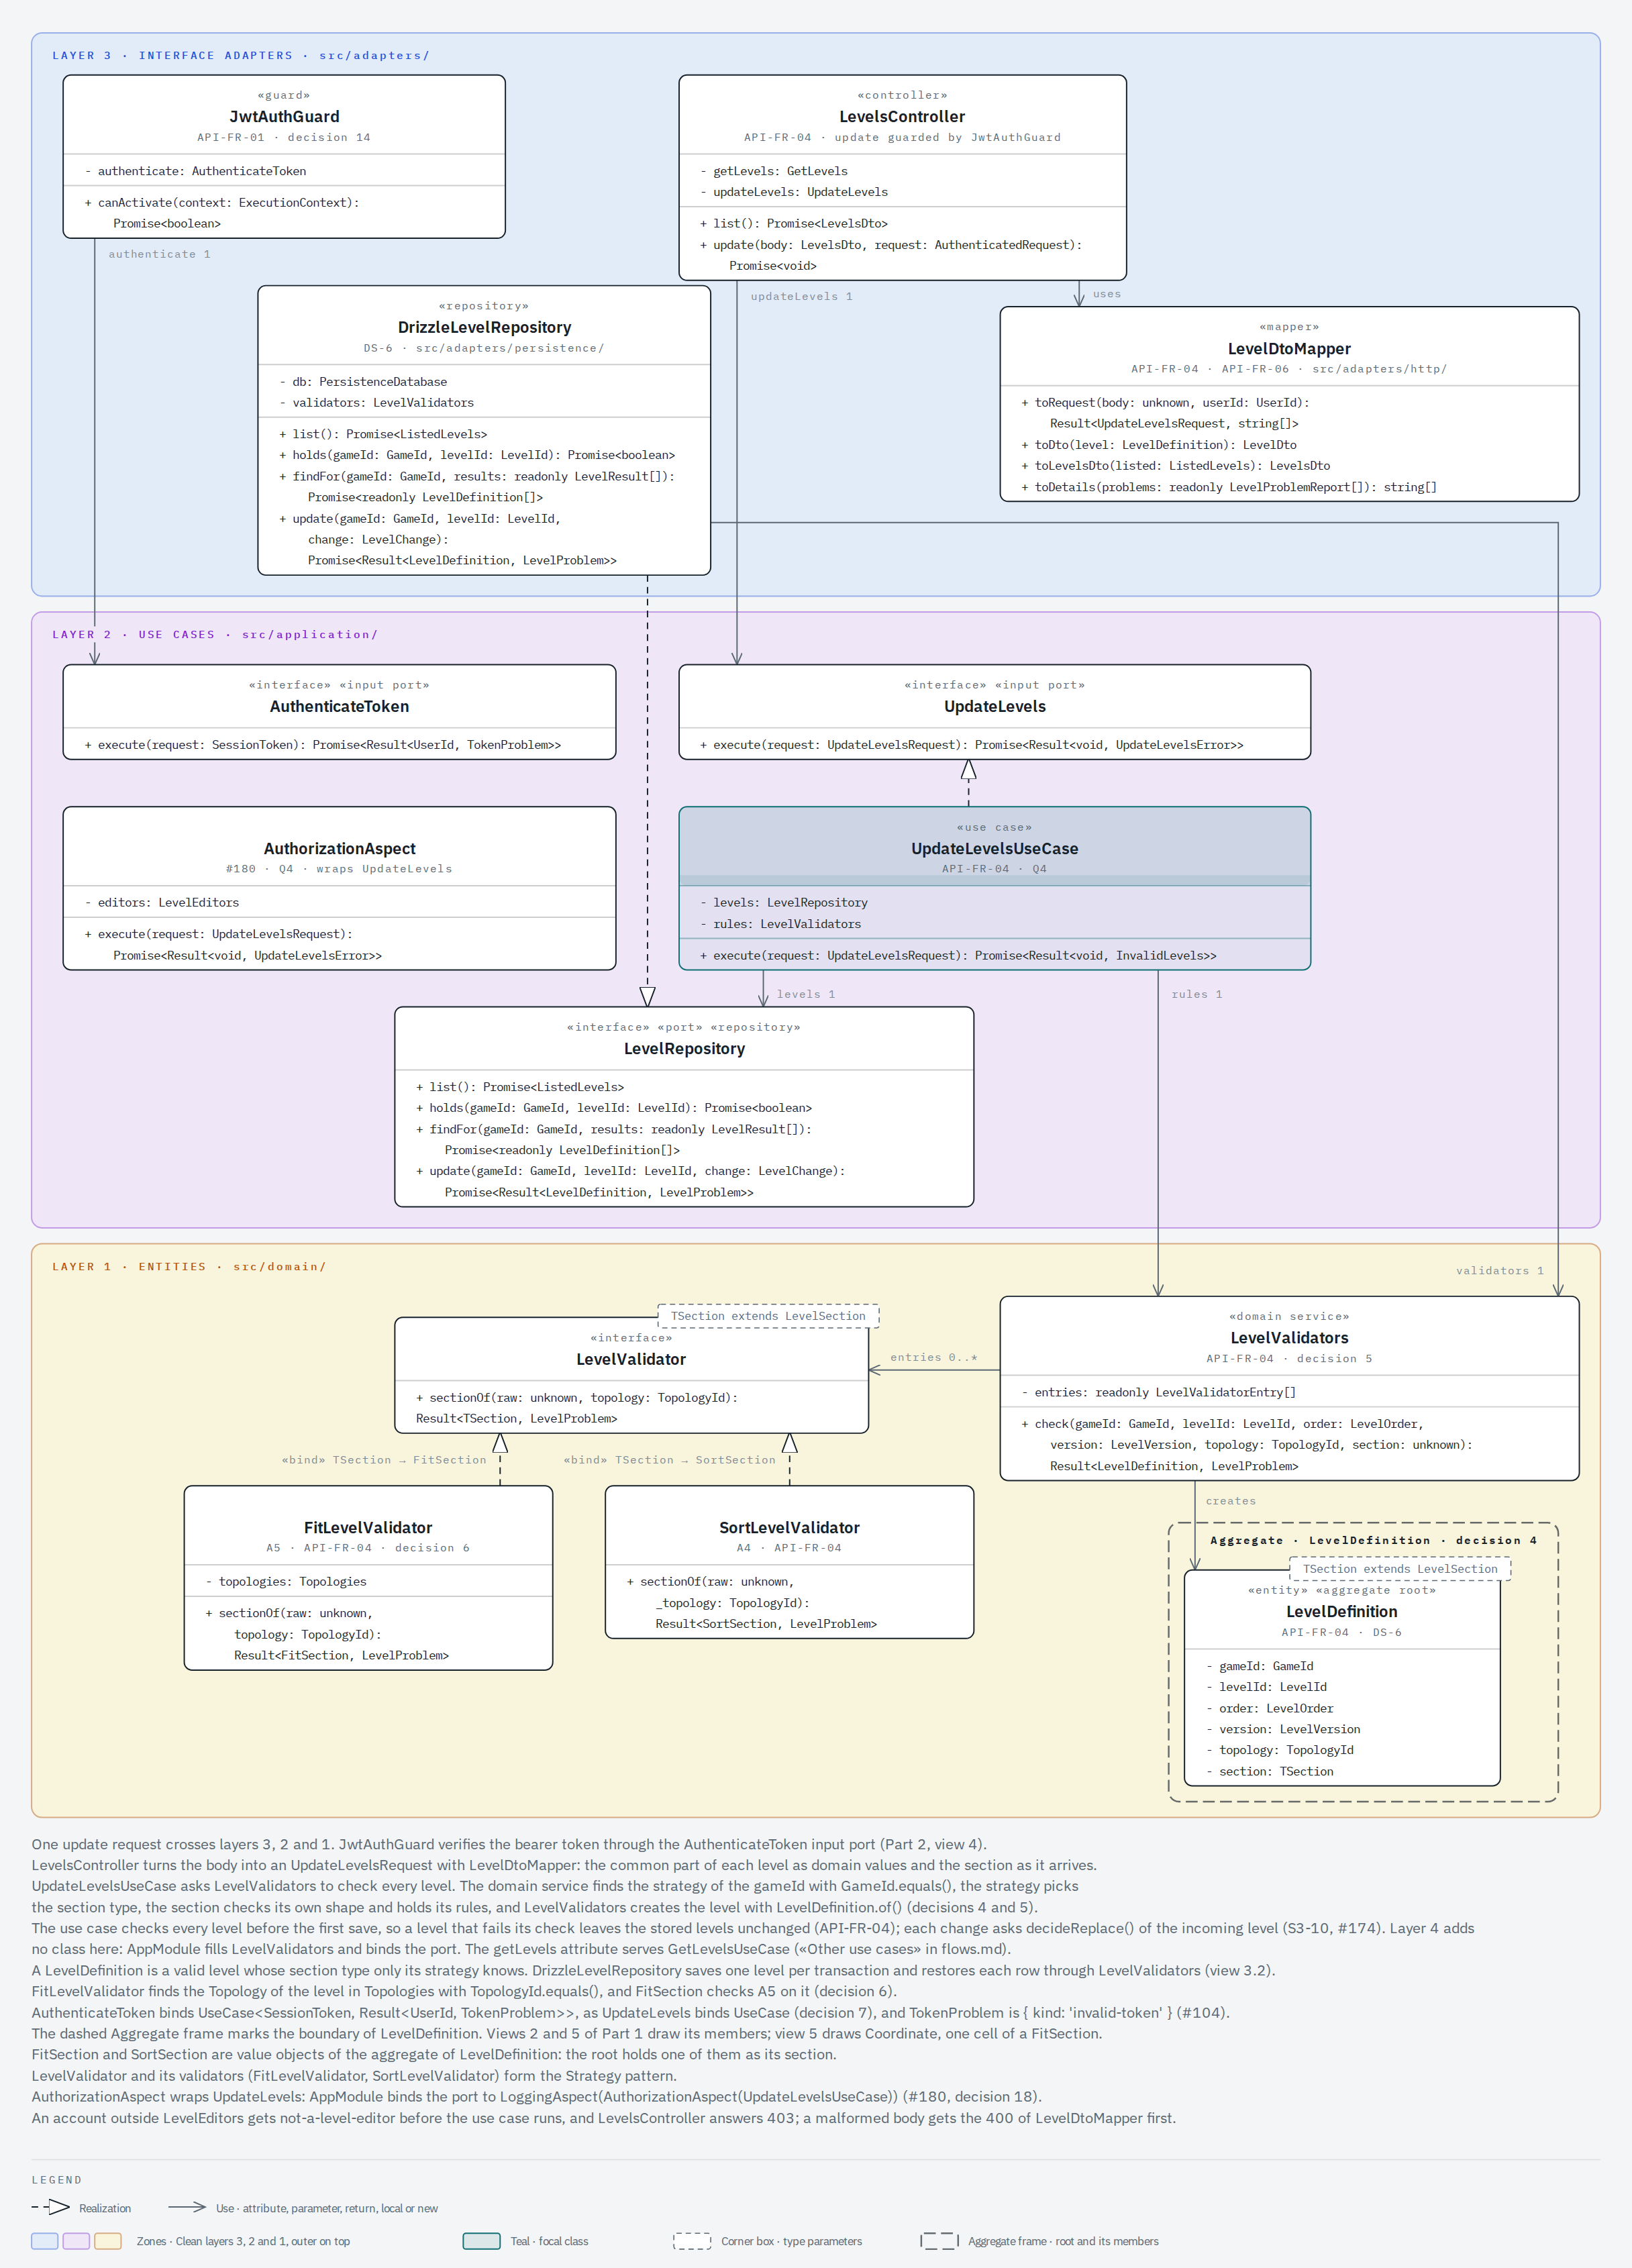 LAYER 3 · INTERFACE ADAPTERS · src/adapters/
«guard»
JwtAuthGuard
API-FR-01 · decision 14
- authenticate: AuthenticateToken
+ canActivate(context: ExecutionContext):
Promise<boolean>
authenticate 1
«controller»
LevelsController
API-FR-04 · update guarded by JwtAuthGuard
- getLevels: GetLevels
- updateLevels: UpdateLevels
+ list(): Promise<LevelsDto>
+ update(body: LevelsDto, request: AuthenticatedRequest):
Promise<void>
updateLevels 1
uses
«repository»
DrizzleLevelRepository
DS-6 · src/adapters/persistence/
- db: PersistenceDatabase
- validators: LevelValidators
+ list(): Promise<ListedLevels>
+ holds(gameId: GameId, levelId: LevelId): Promise<boolean>
+ findFor(gameId: GameId, results: readonly LevelResult[]):
Promise<readonly LevelDefinition[]>
+ update(gameId: GameId, levelId: LevelId,
change: LevelChange):
Promise<Result<LevelDefinition, LevelProblem>>
«mapper»
LevelDtoMapper
API-FR-04 · API-FR-06 · src/adapters/http/
+ toRequest(body: unknown, userId: UserId):
Result<UpdateLevelsRequest, string[]>
+ toDto(level: LevelDefinition): LevelDto
+ toLevelsDto(listed: ListedLevels): LevelsDto
+ toDetails(problems: readonly LevelProblemReport[]): string[]
LAYER 2 · USE CASES · src/application/
«interface» «input port»
AuthenticateToken
+ execute(request: SessionToken): Promise<Result<UserId, TokenProblem>>
«interface» «input port»
UpdateLevels
+ execute(request: UpdateLevelsRequest): Promise<Result<void, UpdateLevelsError>>
AuthorizationAspect
#180 · Q4 · wraps UpdateLevels
- editors: LevelEditors
+ execute(request: UpdateLevelsRequest):
Promise<Result<void, UpdateLevelsError>>
«use case»
UpdateLevelsUseCase
API-FR-04 · Q4
- levels: LevelRepository
- rules: LevelValidators
+ execute(request: UpdateLevelsRequest): Promise<Result<void, InvalidLevels>>
levels 1
rules 1
«interface» «port» «repository»
LevelRepository
+ list(): Promise<ListedLevels>
+ holds(gameId: GameId, levelId: LevelId): Promise<boolean>
+ findFor(gameId: GameId, results: readonly LevelResult[]):
Promise<readonly LevelDefinition[]>
+ update(gameId: GameId, levelId: LevelId, change: LevelChange):
Promise<Result<LevelDefinition, LevelProblem>>
LAYER 1 · ENTITIES · src/domain/
validators 1
TSection extends LevelSection
«interface»
LevelValidator
+ sectionOf(raw: unknown, topology: TopologyId):
Result<TSection, LevelProblem>
entries 0..*
«domain service»
LevelValidators
API-FR-04 · decision 5
- entries: readonly LevelValidatorEntry[]
+ check(gameId: GameId, levelId: LevelId, order: LevelOrder,
version: LevelVersion, topology: TopologyId, section: unknown):
Result<LevelDefinition, LevelProblem>
«bind» TSection → FitSection
«bind» TSection → SortSection
FitLevelValidator
A5 · API-FR-04 · decision 6
- topologies: Topologies
+ sectionOf(raw: unknown,
topology: TopologyId):
Result<FitSection, LevelProblem>
SortLevelValidator
A4 · API-FR-04
+ sectionOf(raw: unknown,
_topology: TopologyId):
Result<SortSection, LevelProblem>
creates
Aggregate · LevelDefinition · decision 4
TSection extends LevelSection
«entity» «aggregate root»
LevelDefinition
API-FR-04 · DS-6
- gameId: GameId
- levelId: LevelId
- order: LevelOrder
- version: LevelVersion
- topology: TopologyId
- section: TSection
One update request crosses layers 3, 2 and 1. JwtAuthGuard verifies the bearer token through the AuthenticateToken input port (Part 2, view 4).
LevelsController turns the body into an UpdateLevelsRequest with LevelDtoMapper: the common part of each level as domain values and the section as it arrives.
UpdateLevelsUseCase asks LevelValidators to check every level. The domain service finds the strategy of the gameId with GameId.equals(), the strategy picks
the section type, the section checks its own shape and holds its rules, and LevelValidators creates the level with LevelDefinition.of() (decisions 4 and 5).
The use case checks every level before the first save, so a level that fails its check leaves the stored levels unchanged (API-FR-04); each change asks decideReplace() of the incoming level (S3-10, #174). Layer 4 adds
no class here: AppModule fills LevelValidators and binds the port. The getLevels attribute serves GetLevelsUseCase («Other use cases» in flows.md).
A LevelDefinition is a valid level whose section type only its strategy knows. DrizzleLevelRepository saves one level per transaction and restores each row through LevelValidators (view 3.2).
FitLevelValidator finds the Topology of the level in Topologies with TopologyId.equals(), and FitSection checks A5 on it (decision 6).
AuthenticateToken binds UseCase<SessionToken, Result<UserId, TokenProblem>>, as UpdateLevels binds UseCase (decision 7), and TokenProblem is { kind: 'invalid-token' } (#104).
The dashed Aggregate frame marks the boundary of LevelDefinition. Views 2 and 5 of Part 1 draw its members; view 5 draws Coordinate, one cell of a FitSection.
FitSection and SortSection are value objects of the aggregate of LevelDefinition: the root holds one of them as its section.
LevelValidator and its validators (FitLevelValidator, SortLevelValidator) form the Strategy pattern.
AuthorizationAspect wraps UpdateLevels: AppModule binds the port to LoggingAspect(AuthorizationAspect(UpdateLevelsUseCase)) (#180, decision 18).
An account outside LevelEditors gets not-a-level-editor before the use case runs, and LevelsController answers 403; a malformed body gets the 400 of LevelDtoMapper first.
LEGEND
Realization
Use · attribute, parameter, return, local or new
Zones · Clean layers 3, 2 and 1, outer on top
Teal · focal class
Corner box · type parameters
Aggregate frame · root and its members